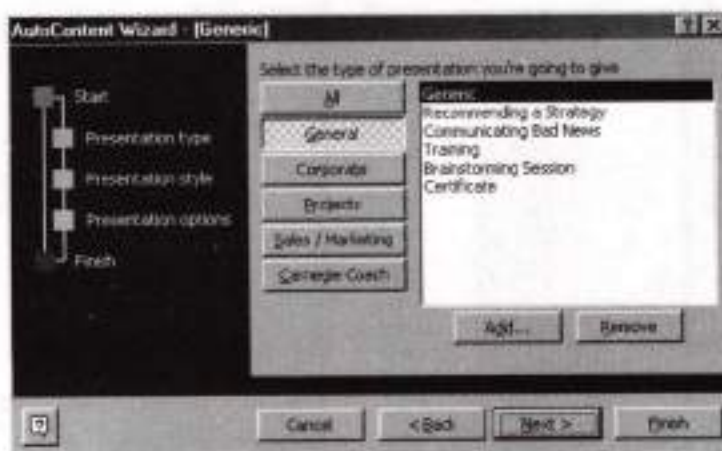 AutoContent Wizard - [Generic]
Start
Presentation type
Presentation style
Presentation options
Finish
Select the type of presentation you're going to give
All
General
Corporate
Projects
Sales / Marketing
Carnegie Coach
Generic
Recommending a Strategy
Communicating Bad News
Training
Brainstorming Session
Certificate
Add...
Remove
Cancel
< Back
Next >
Finish